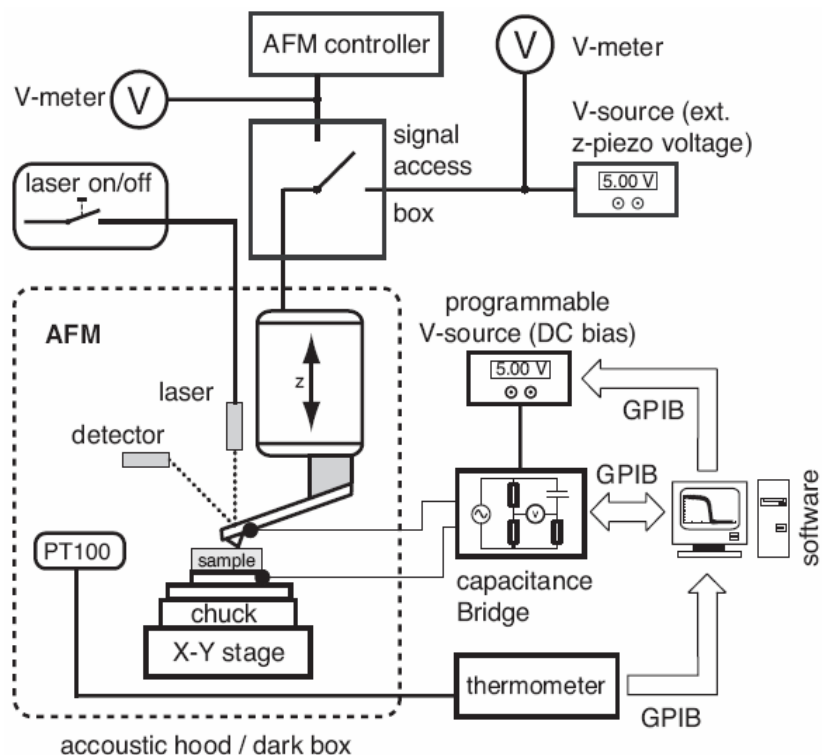 AFM controller
V
V-meter
V-meter
V
V-source (ext.
z-piezo voltage)
5.00 V
signal
access
box
laser on/off
AFM
z
laser
detector
programmable
V-source (DC bias)
5.00 V
GPIB
GPIB
V
software
capacitance
Bridge
PT100
sample
chuck
X-Y stage
thermometer
GPIB
accoustic hood / dark box